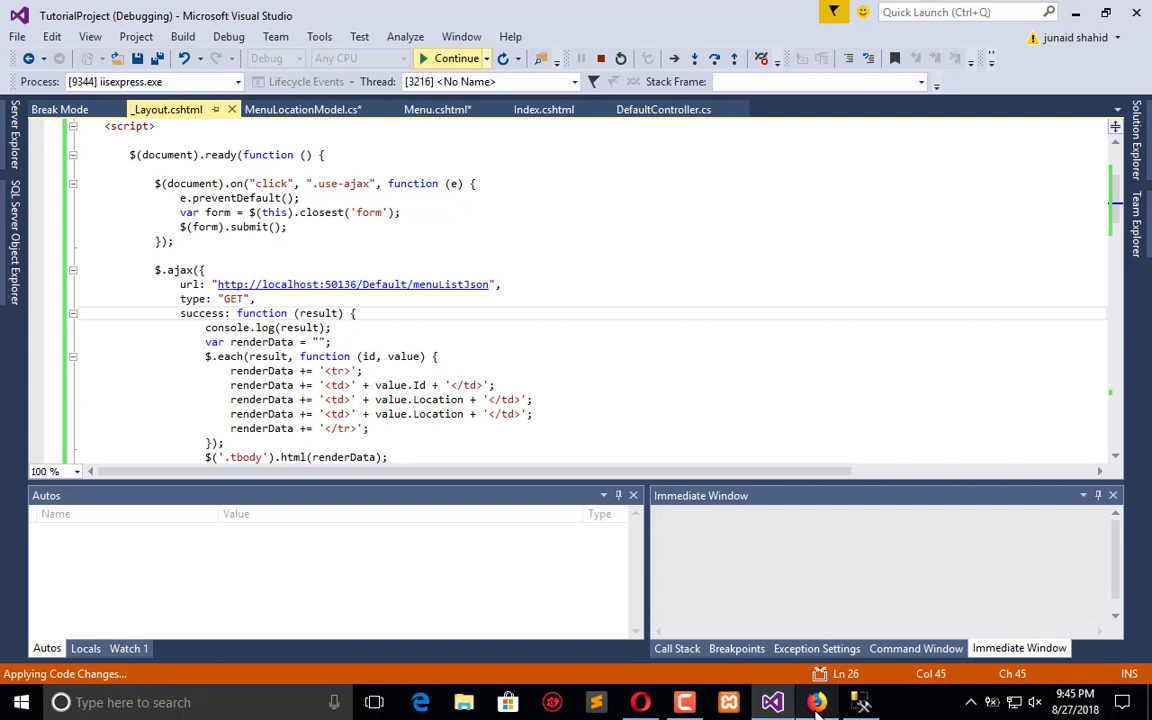 TutorialProject (Debugging) - Microsoft Visual Studio
Quick Launch (Ctrl+Q)
File Edit View Project Build Debug Team Tools Test Analyze Window Help
junaid shahid
Debug Any CPU Continue
Process: [9344] iisexpress.exe Lifecycle Events Thread: [3216] <No Name> Stack Frame:
Break Mode _Layout.cshtml MenuLocationModel.cs* Menu.cshtml* Index.cshtml DefaultController.cs
Server Explorer
SQL Server Object Explorer
Solution Explorer
Team Explorer
<script>
$(document).ready(function () {
$(document).on("click", ".use-ajax", function (e) {
e.preventDefault();
var form = $(this).closest('form');
$(form).submit();
});
$.ajax({
url: "http://localhost:50136/Default/menuListJson",
type: "GET",
success: function (result) {
console.log(result);
var renderData = "";
$.each(result, function (id, value) {
renderData += '<tr>';
renderData += '<td>' + value.Id + '</td>';
renderData += '<td>' + value.Location + '</td>';
renderData += '<td>' + value.Location + '</td>';
renderData += '</tr>';
});
$('.tbody').html(renderData);
100 %
Autos
Name Value Type
Immediate Window
Autos Locals Watch 1
Call Stack Breakpoints Exception Settings Command Window Immediate Window
Applying Code Changes... Ln 26 Col 45 Ch 45 INS
Type here to search
9:45 PM
8/27/2018